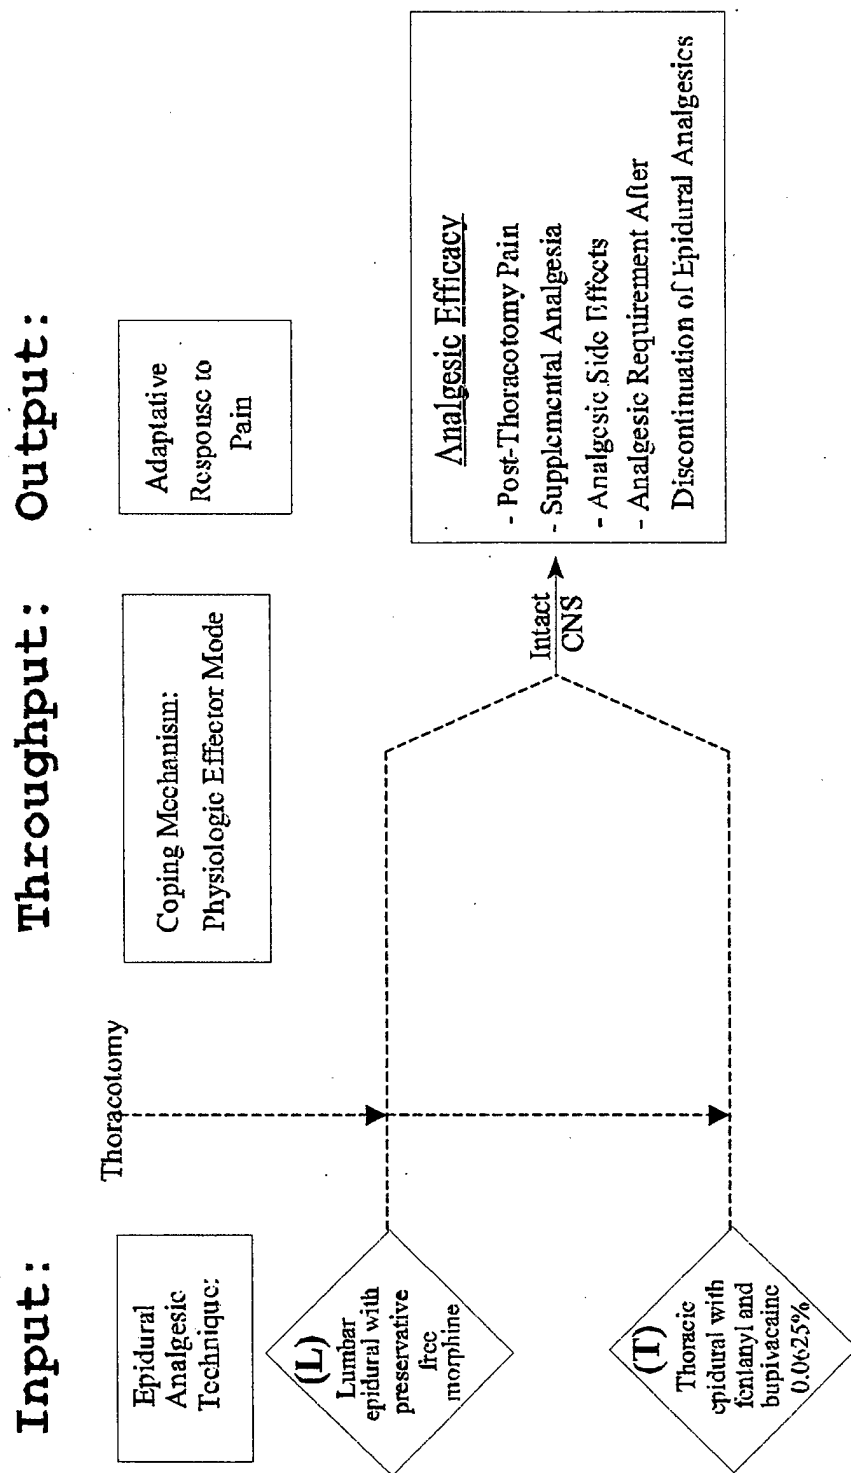 Input:
Throughput:
Output:
Epidural
Analgesic
Technique:
Thoracotomy
Coping Mechanism:
Physiologic Effector Mode
Adaptative
Response to
Pain
(L)
Lumbar
epidural with
preservative
free
morphine
(T)
Thoracic
epidural with
fentanyl and
bupivacaine
0.0625%
Intact
CNS
Analgesic Efficacy
- Post-Thoracotomy Pain
- Supplemental Analgesia
- Analgesic Side Effects
- Analgesic Requirement After
Discontinuation of Epidural Analgesics